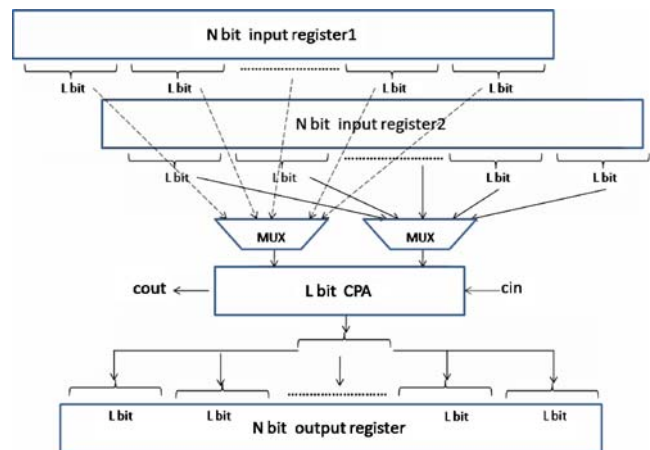 N bit input register1
L bit L bit L bit L bit
N bit input register2
L bit L bit L bit L bit
MUX MUX
cout L bit CPA cin
L bit L bit L bit L bit
N bit output register